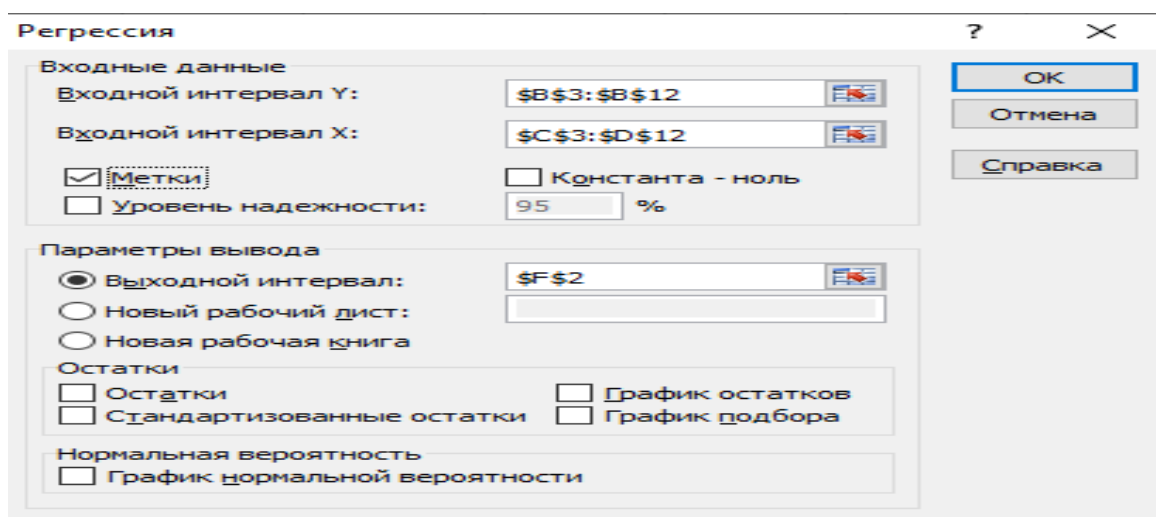 Регрессия ?
Входные данные
Входной интервал Y: $B$3:$B$12 ОК
Входной интервал X: $C$3:$D$12 Отмена
Метки Константа - ноль Справка
Уровень надежности: 95 %
Параметры вывода
Выходной интервал: $F$2
Новый рабочий лист:
Новая рабочая книга
Остатки
Остатки График остатков
Стандартизованные остатки График подбора
Нормальная вероятность
График нормальной вероятности